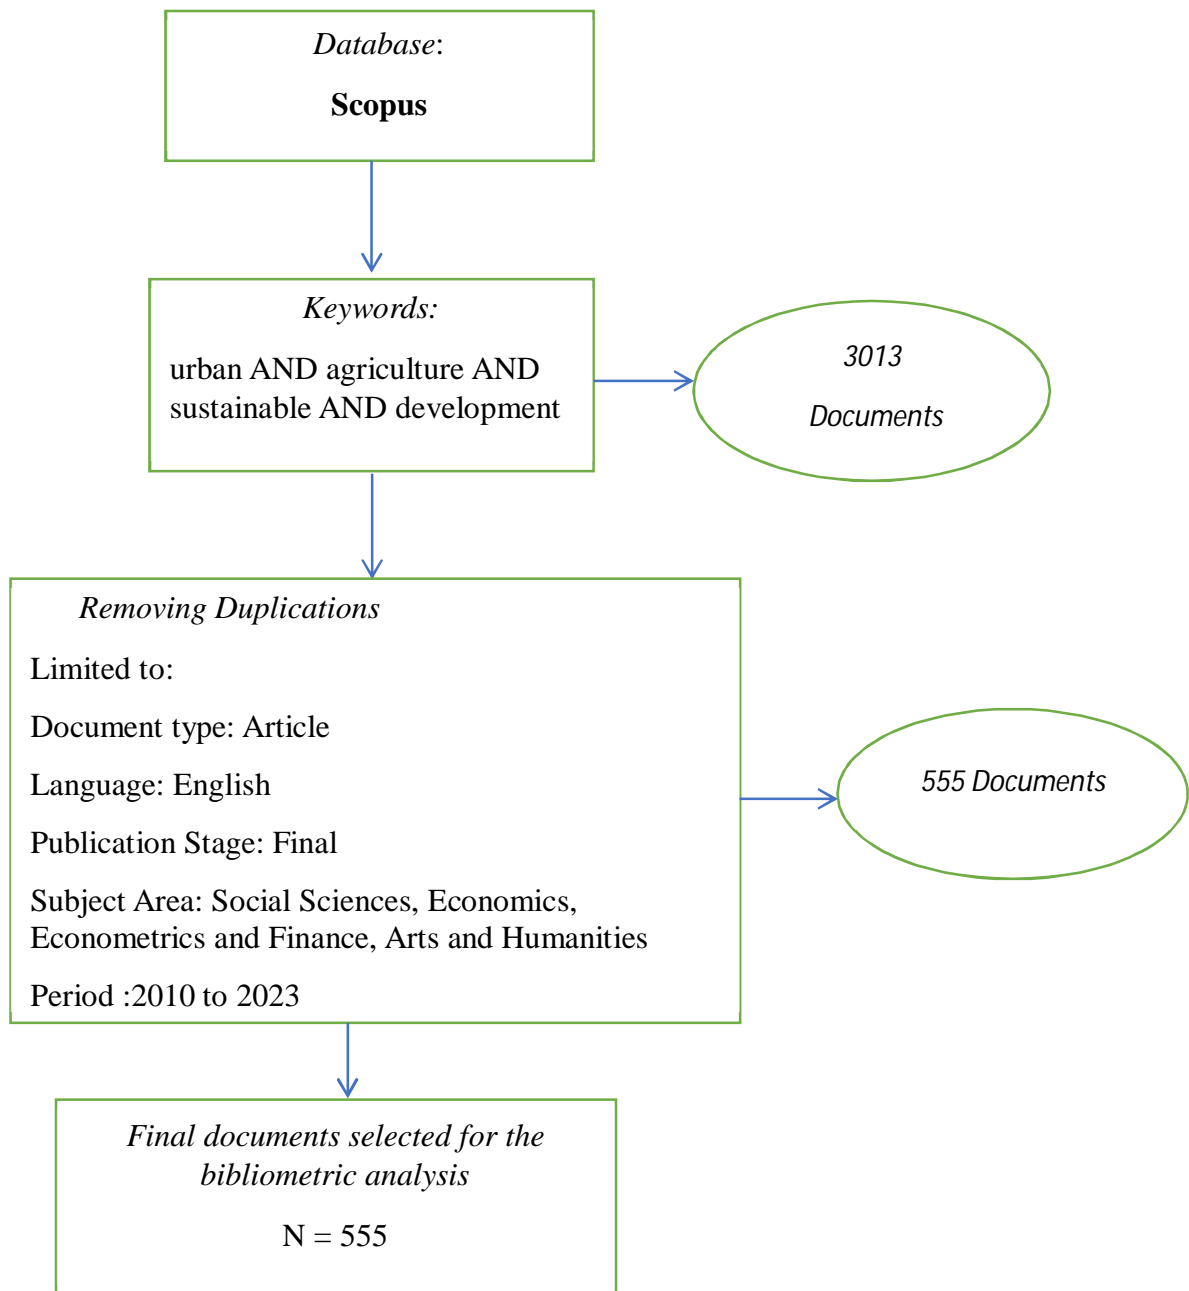 Database:
Scopus
Keywords:
urban AND agriculture AND
sustainable AND development
3013
Documents
Removing Duplications
Limited to:
Document type: Article
Language: English
Publication Stage: Final
Subject Area: Social Sciences, Economics,
Econometrics and Finance, Arts and Humanities
Period :2010 to 2023
555 Documents
Final documents selected for the
bibliometric analysis
N = 555